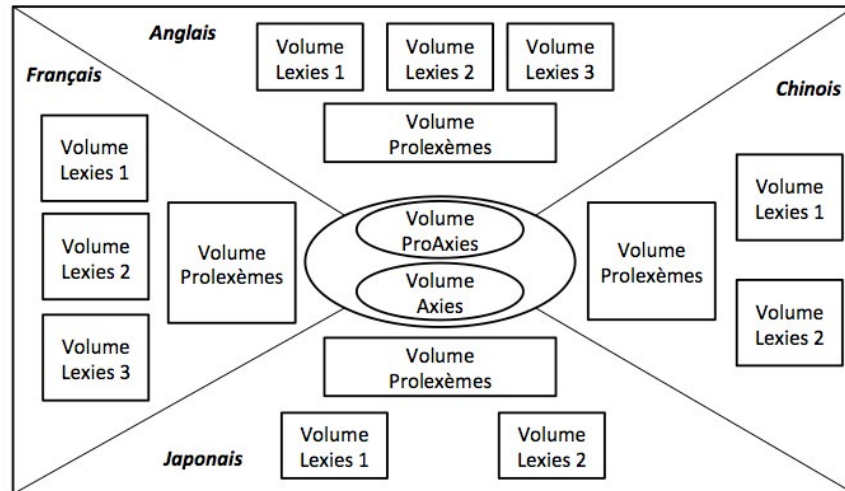 Anglais
Volume
Lexies 1
Volume
Lexies 2
Volume
Lexies 3
Volume
Prolexèmes
Français
Volume
Lexies 1
Volume
Lexies 2
Volume
Lexies 3
Volume
Prolexèmes
Volume
ProAxies
Volume
Axies
Chinois
Volume
Prolexèmes
Volume
Lexies 1
Volume
Lexies 2
Volume
Prolexèmes
Japonais
Volume
Lexies 1
Volume
Lexies 2